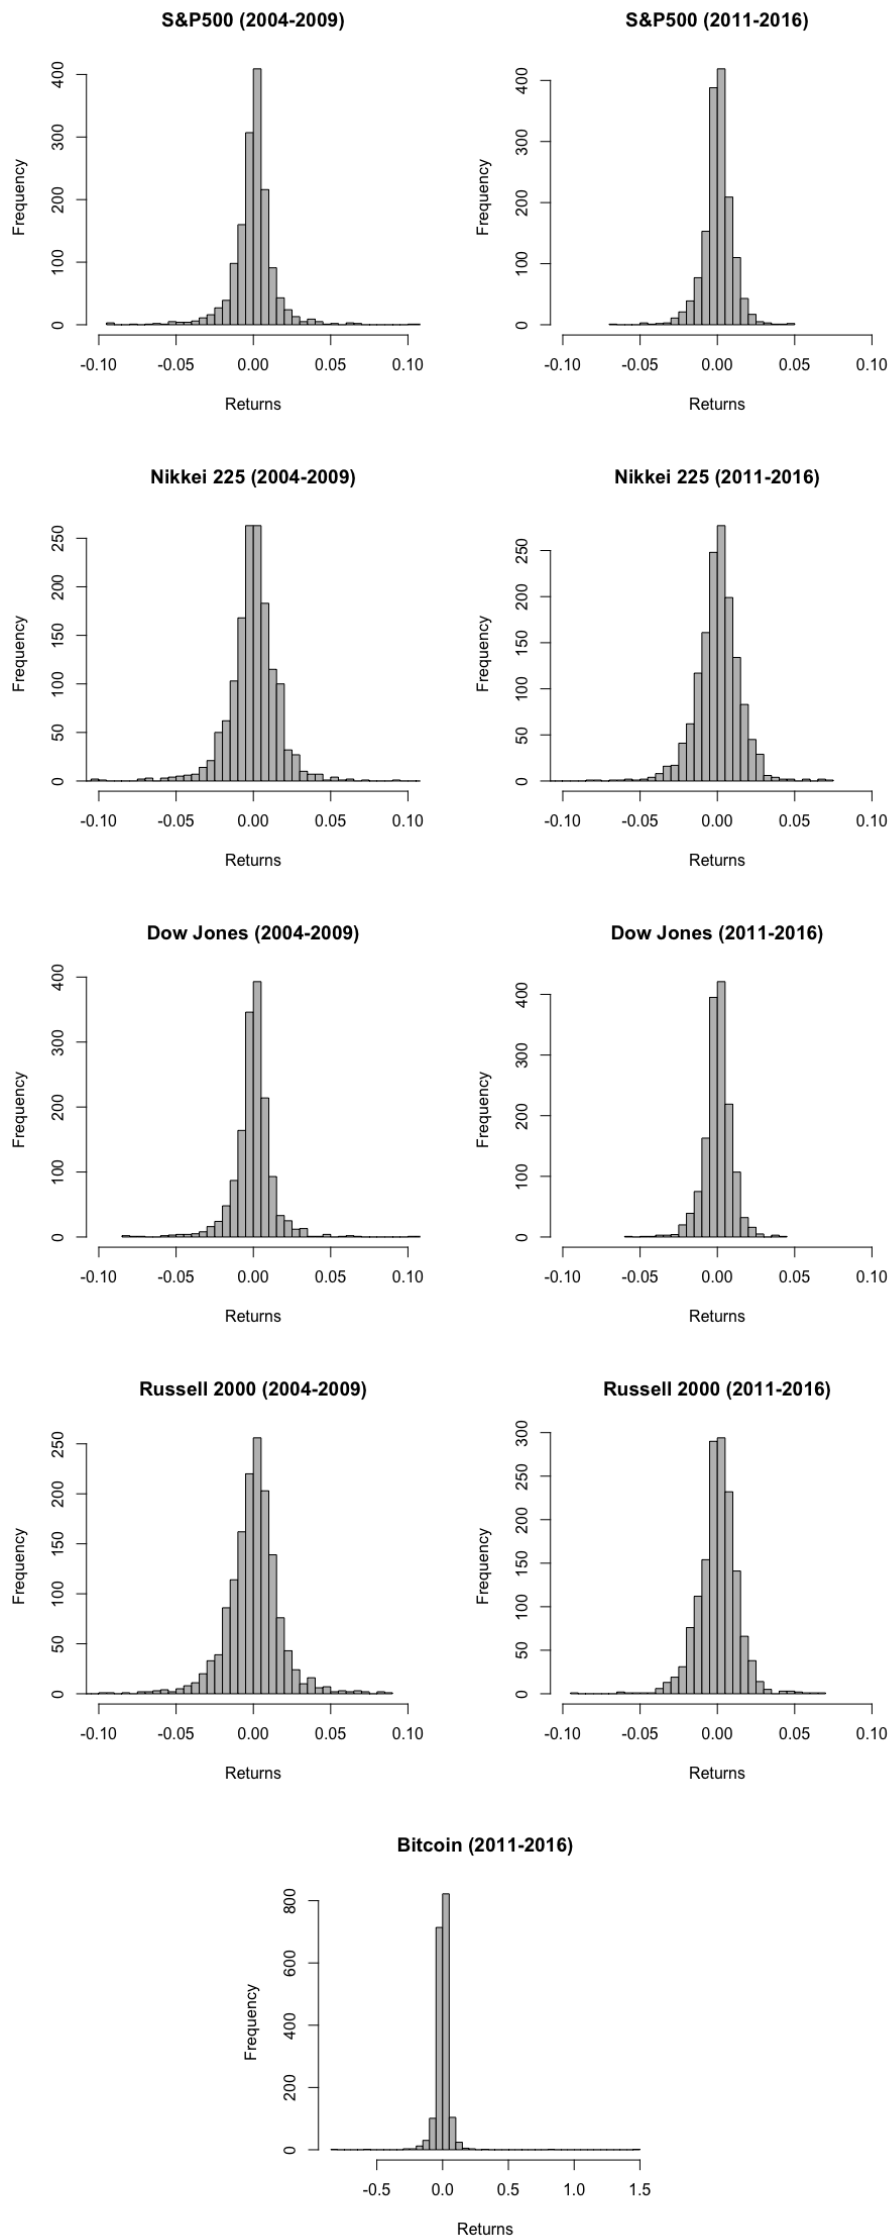 S&P500 (2004-2009)
Frequency
0 100 200 300 400
-0.10 -0.05 0.00 0.05 0.10
Returns
S&P500 (2011-2016)
Frequency
0 100 200 300 400
-0.10 -0.05 0.00 0.05 0.10
Returns
Nikkei 225 (2004-2009)
Frequency
0 50 100 150 200 250
-0.10 -0.05 0.00 0.05 0.10
Returns
Nikkei 225 (2011-2016)
Frequency
0 50 100 150 200 250
-0.10 -0.05 0.00 0.05 0.10
Returns
Dow Jones (2004-2009)
Frequency
0 100 200 300 400
-0.10 -0.05 0.00 0.05 0.10
Returns
Dow Jones (2011-2016)
Frequency
0 100 200 300 400
-0.10 -0.05 0.00 0.05 0.10
Returns
Russell 2000 (2004-2009)
Frequency
0 50 100 150 200 250
-0.10 -0.05 0.00 0.05 0.10
Returns
Russell 2000 (2011-2016)
Frequency
0 50 100 150 200 250 300
-0.10 -0.05 0.00 0.05 0.10
Returns
Bitcoin (2011-2016)
Frequency
0 200 400 600 800
-0.5 0.0 0.5 1.0 1.5
Returns